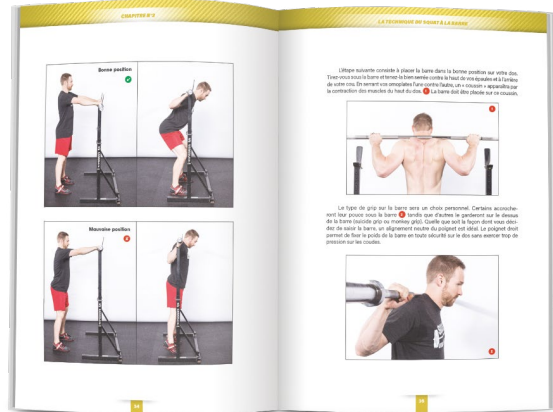 CHAPITRE N°2
Bonne position
Mauvaise position
LA TECHNIQUE DE SQUAT À LA BARRE
L'étape suivante consiste à placer la barre dans la bonne position sur votre dos.
Tirez-vous sous la barre et tenez-la bien serrée contre le haut de vos épaules et à l'arrière
de votre cou. En serrant vos omoplates l'une contre l'autre, un « coussin » apparaîtra par
la contraction des muscles du haut du dos. 1 La barre doit être placée sur ce coussin.
1
Le type de grip sur la barre sera un choix personnel. Certains accroche-
ront leur pouce sous la barre 2 tandis que d'autres le garderont sur le dessus
de la barre (suicide grip ou monkey grip). Quelle que soit la façon dont vous déci-
dez de saisir la barre, un alignement neutre du poignet est idéal. Le poignet droit
permet de fixer le poids de la barre en toute sécurité sur le dos sans exercer trop de
pression sur les coudes.
2